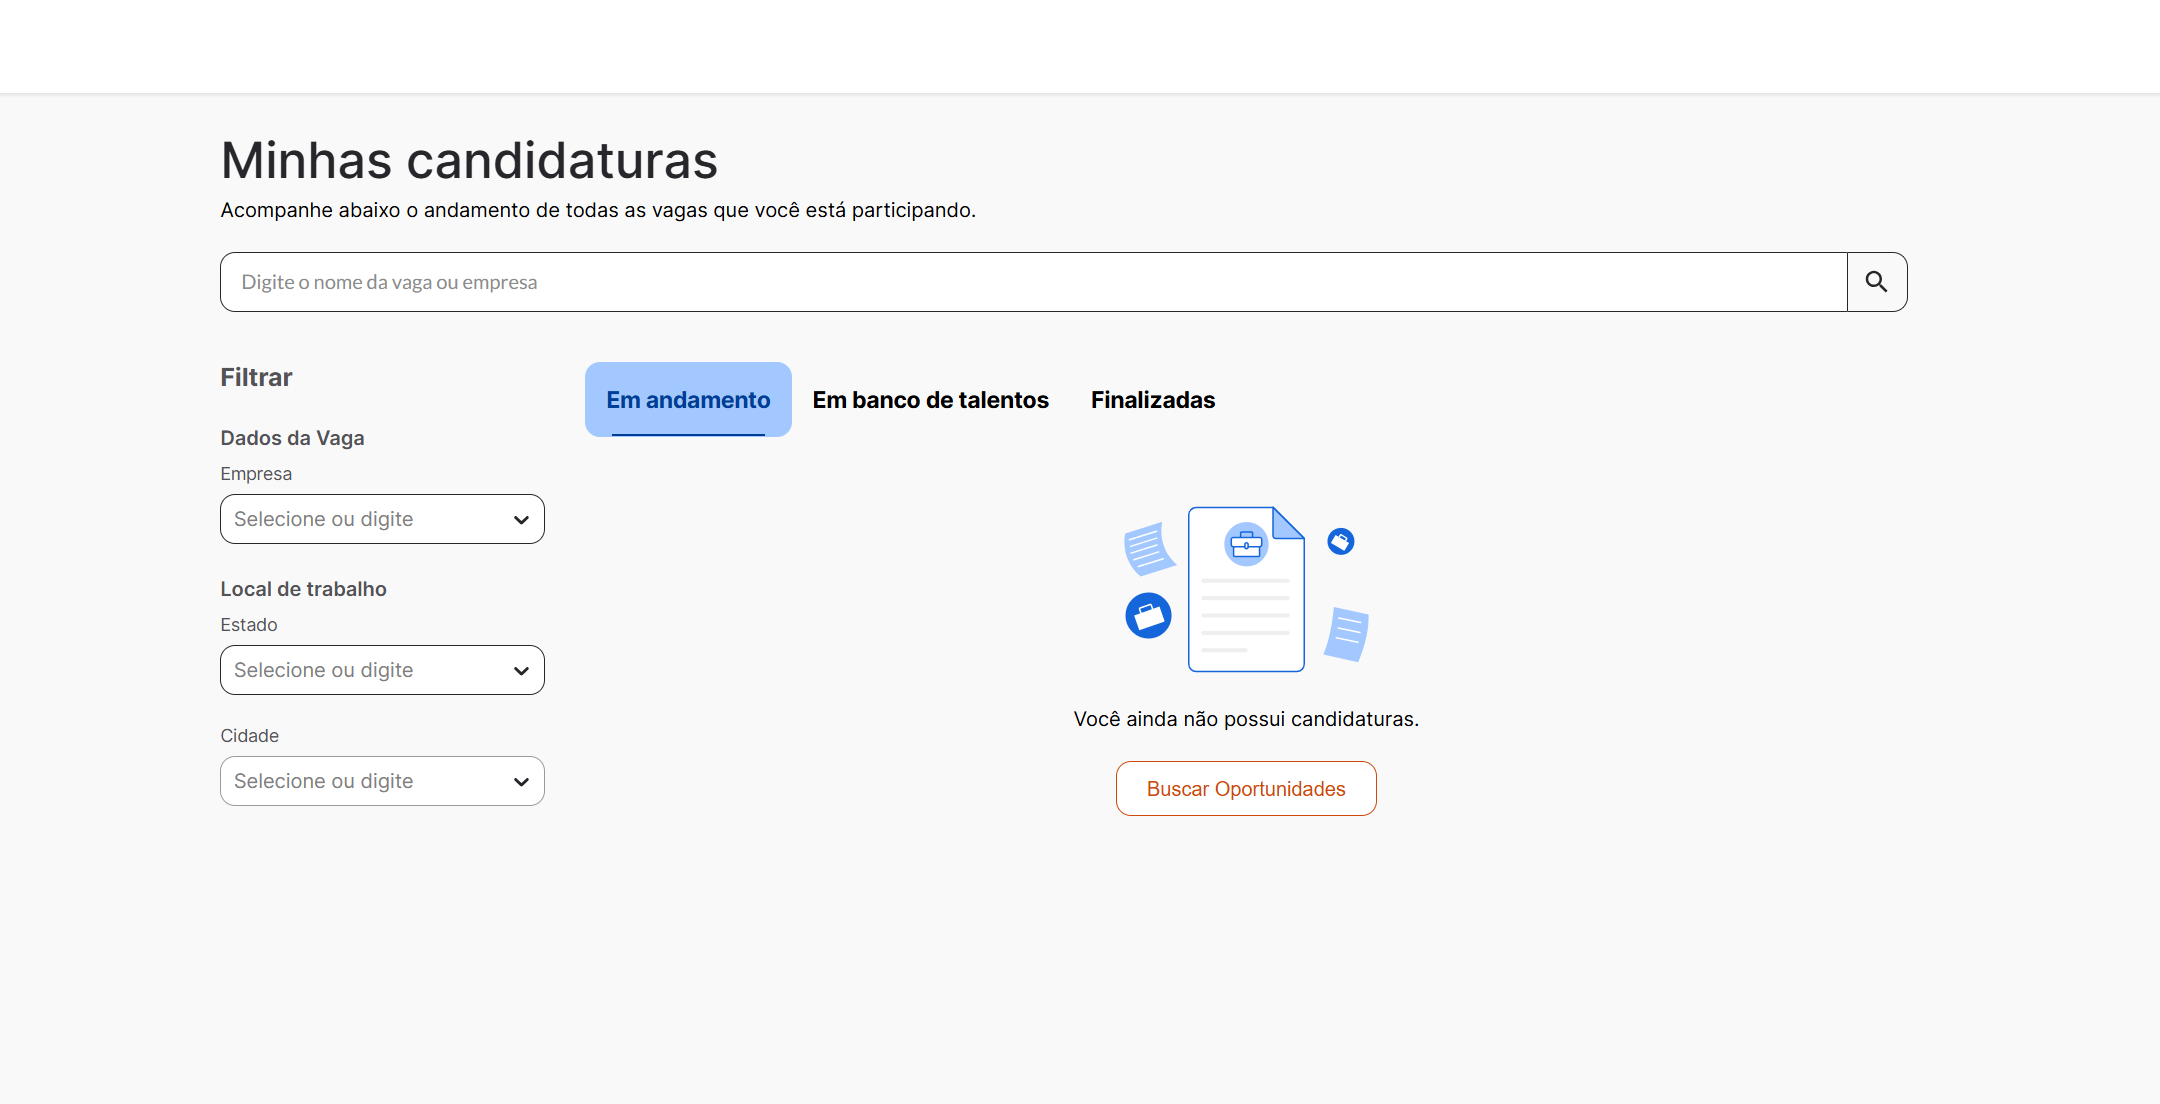 Minhas candidaturas
Acompanhe abaixo o andamento de todas as vagas que você está participando.
Digite o nome da vaga ou empresa
Filtrar
Dados da Vaga
Empresa
Selecione ou digite
Local de trabalho
Estado
Selecione ou digite
Cidade
Selecione ou digite
Em andamento
Em banco de talentos
Finalizadas
Você ainda não possui candidaturas.
Buscar Oportunidades